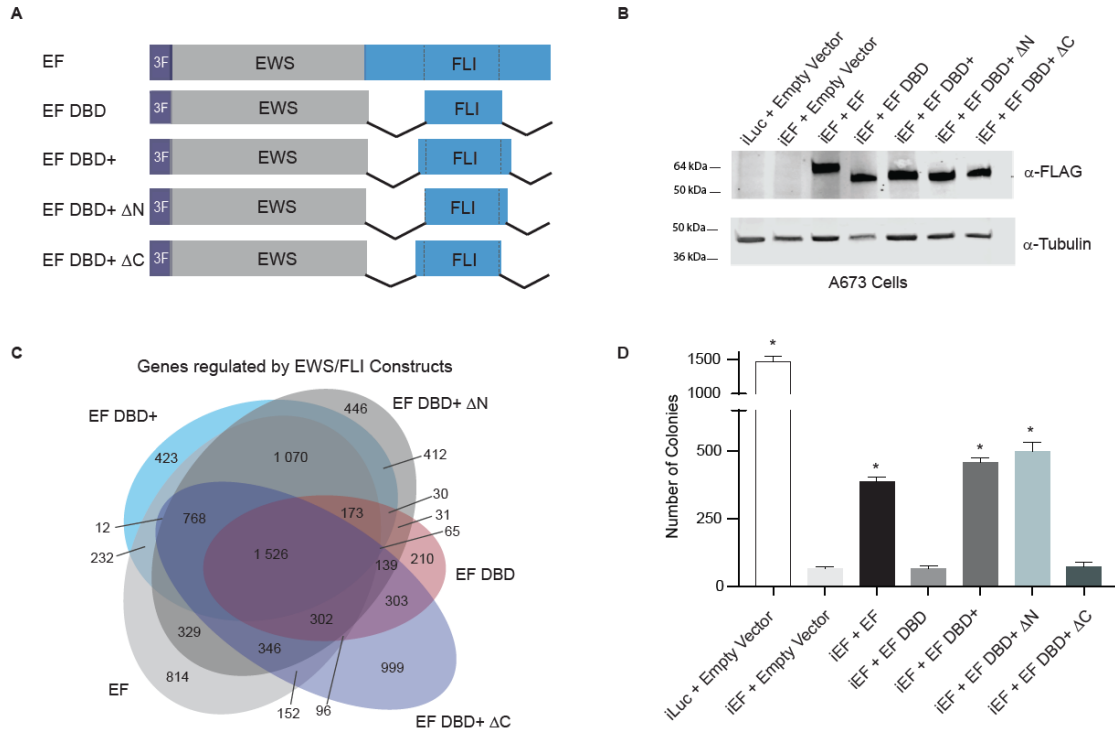 A
EF
3F
EWS
FLI
EF DBD
3F
EWS
FLI
EF DBD+
3F
EWS
FLI
EF DBD+ ΔN
3F
EWS
FLI
EF DBD+ ΔC
3F
EWS
FLI
B
iLuc + Empty Vector
iEF + Empty Vector
iEF + EF
iEF + EF DBD
iEF + EF DBD+
iEF + EF DBD+ ΔN
iEF + EF DBD+ ΔC
64 kDa
50 kDa
α-FLAG
50 kDa
36 kDa
α-Tubulin
A673 Cells
C
Genes regulated by EWS/FLI Constructs
EF DBD+
EF DBD+ ΔN
446
423
1 070
412
30
31
65
12
768
173
232
1 526
139
210
EF DBD
303
302
329
346
814
999
EF
152
96
EF DBD+ ΔC
D
Number of Colonies
1500
1000
500
250
0
*
*
*
*
iLuc + Empty Vector
iEF + Empty Vector
iEF + EF
iEF + EF DBD
iEF + EF DBD+
iEF + EF DBD+ ΔN
iEF + EF DBD+ ΔC